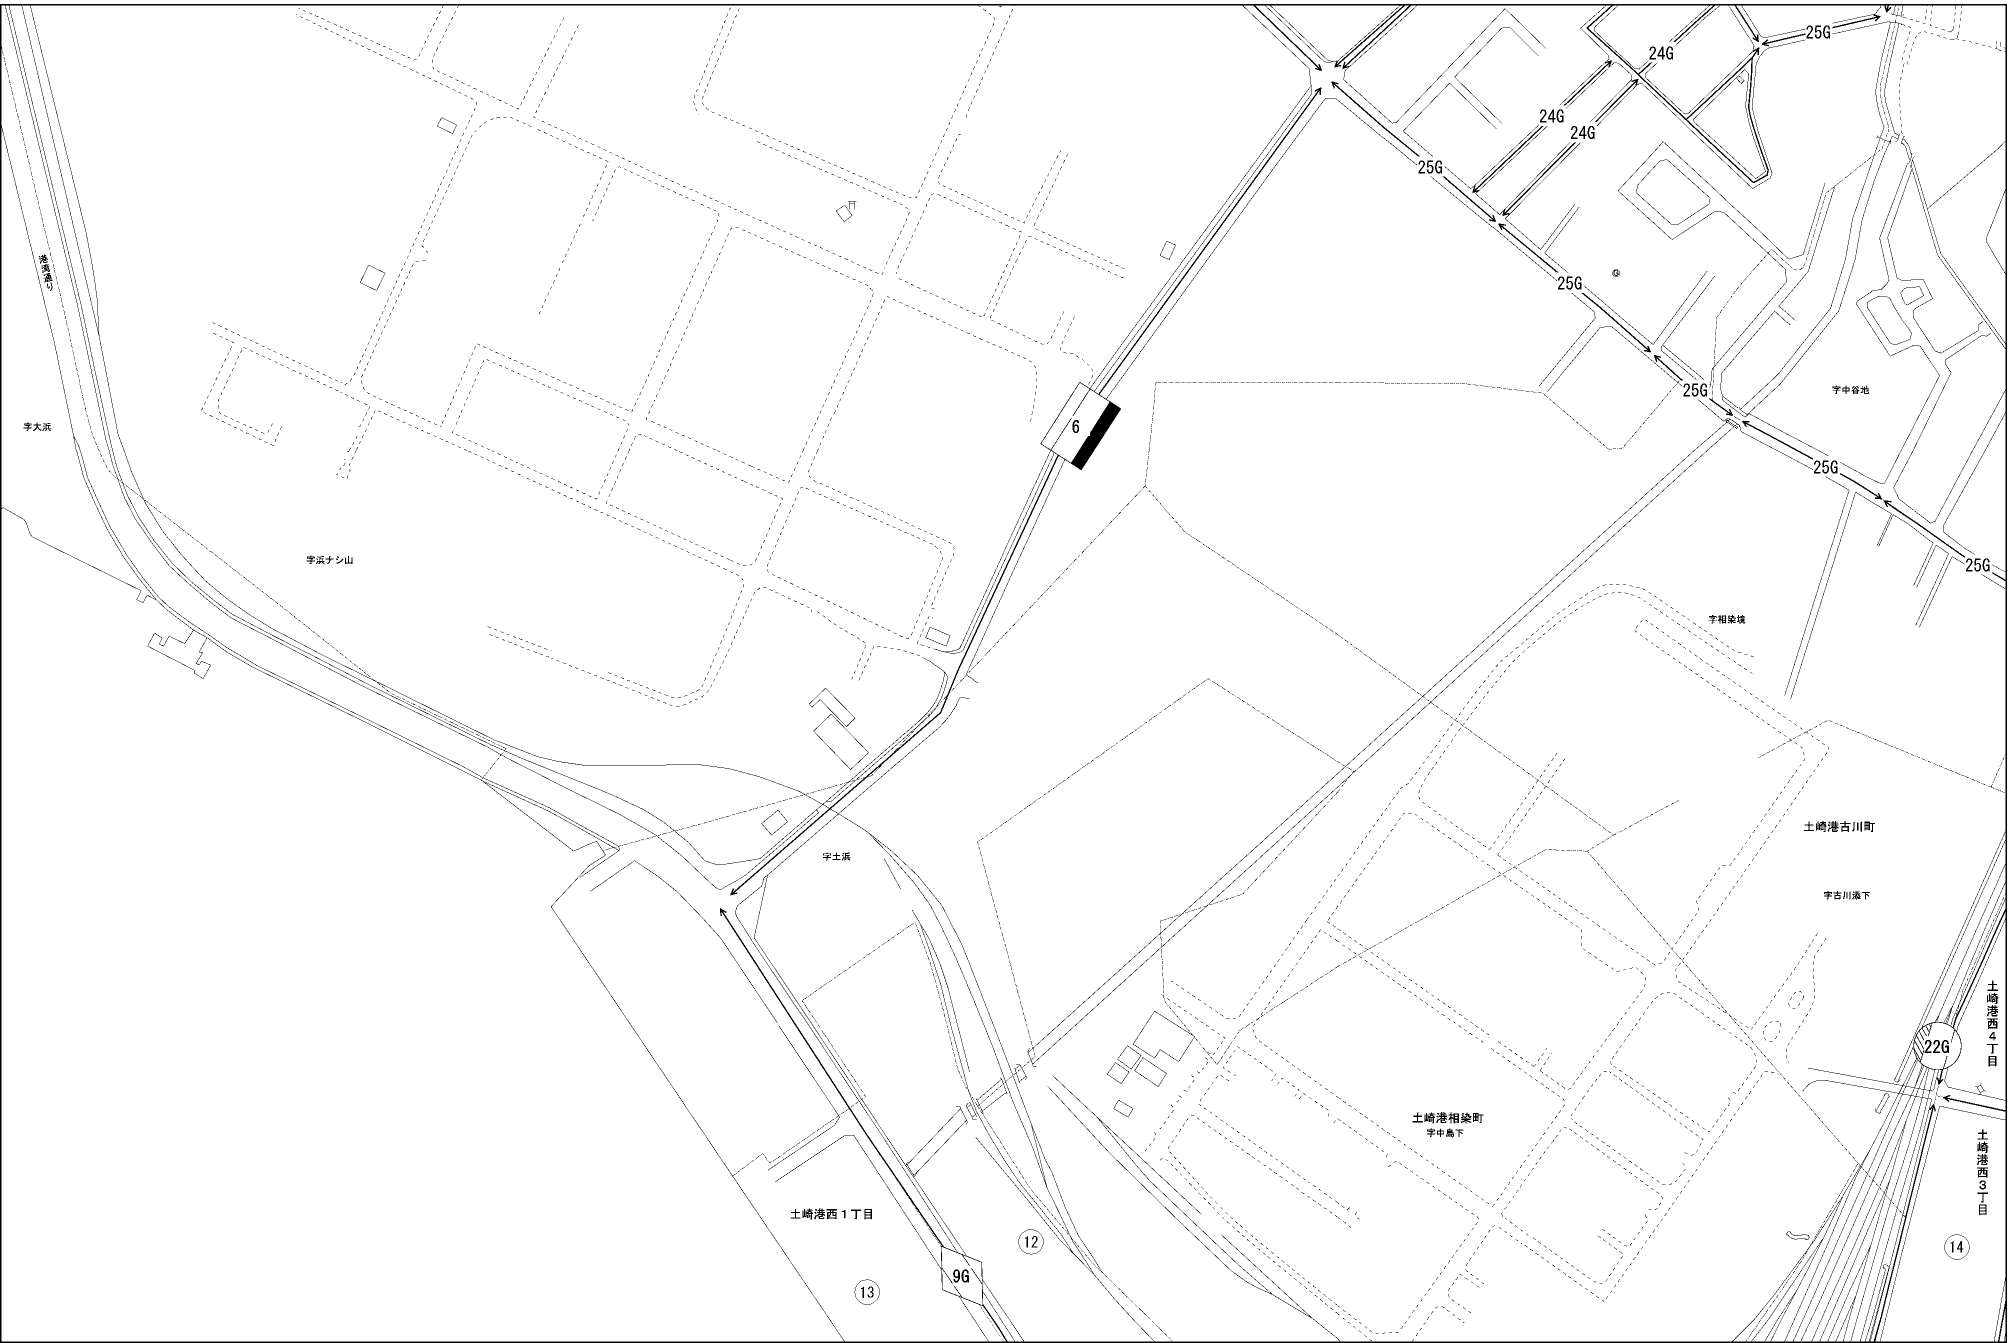 25G
24G
24G
24G
25G
港湾通り
25G
25G
字中谷地
6
字大浜
25G
字浜ナシ山
25G
字相染墳
土崎港古川町
字土浜
字古川添下
土崎港西4丁目
22G
土崎港相染町
字中島下
土崎港西3丁目
土崎港西1丁目
12
14
9G
13